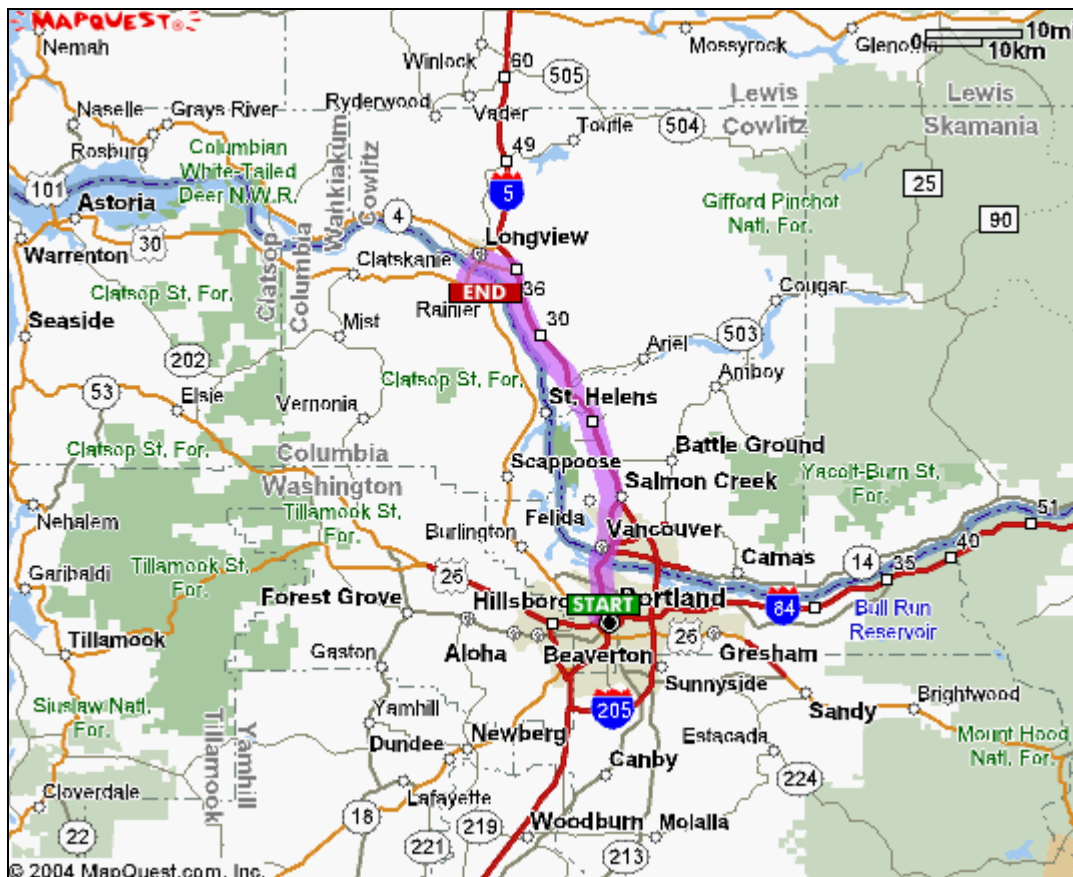 MAPQUEST®
Nemah
Winlock
60
505
Mossyrock
Glenoma
0
10mi
10km
Naselle
Grays River
Ryderwood
Vader
Toutle
504
Lewis
Cowlitz
Lewis
Skamania
Rosburg
49
Columbian
White-Tailed
Deer N.W.R.
Wahkiakum
Cowlitz
101
Astoria
5
25
Gifford Pinchot
Natl. For.
90
4
30
Warrenton
Longview
Clatskanie
Clatsop
Columbia
END
36
Rainier
Clatsop St. For.
Cougar
Seaside
Mist
30
503
202
Ariel
Amboy
53
Elsie
Clatsop St. For.
Vernonia
St. Helens
Clatsop St. For.
Columbia
Washington
Battle Ground
Scappoose
Salmon Creek
Yacolt-Burn St.
For.
51
Nehalem
Tillamook St.
For.
Felida
Burlington
Vancouver
40
Camas
14
35
Tillamook St.
For.
26
Garibaldi
Forest Grove
Hillsboro
START
Portland
84
Bull Run
Reservoir
Tillamook
Aloha
Beaverton
26
Gresham
Gaston
Sunnyside
Siuslaw Natl.
For.
Tillamook
Yamhill
Yamhill
205
Sandy
Brightwood
Dundee
Newberg
Estacada
Mount Hood
Natl. For.
Canby
Cloverdale
Lafayette
224
18
22
219
Woodburn
Molalla
221
213
© 2004 MapQuest.com, Inc.